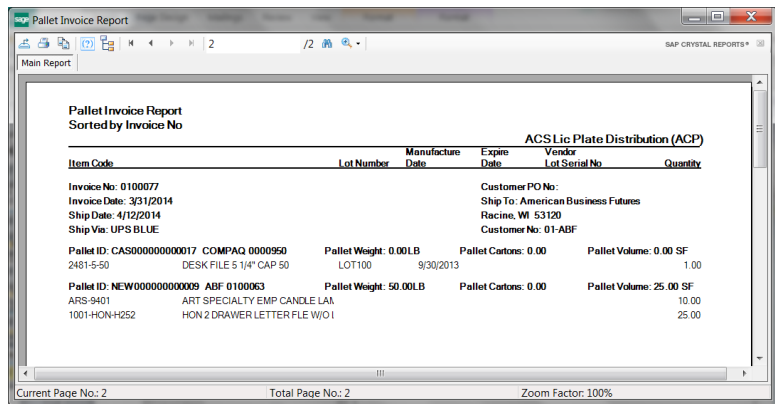 sage Pallet Invoice Report
2 /2 SAP CRYSTAL REPORTS®
Main Report
Pallet Invoice Report
Sorted by Invoice No
ACS Lic Plate Distribution (ACP)
Item Code Lot Number Manufacture Date Expire Date Vendor Lot Serial No Quantity
Invoice No: 0100077 Customer PO No:
Invoice Date: 3/31/2014 Ship To: American Business Futures
Ship Date: 4/12/2014 Racine, WI 53120
Ship Via: UPS BLUE Customer No: 01-ABF
Pallet ID: CAS000000000017 COMPAQ 0000950 Pallet Weight: 0.00LB Pallet Cartons: 0.00 Pallet Volume: 0.00 SF
2481-5-50 DESK FILE 5 1/4" CAP 50 LOT100 9/30/2013 1.00
Pallet ID: NEW000000000009 ABF 0100063 Pallet Weight: 50.00LB Pallet Cartons: 0.00 Pallet Volume: 25.00 SF
ARS-9401 ART SPECIALTY EMP CANDLE LAM 10.00
1001-HON-H252 HON 2 DRAWER LETTER FLE W/O L 25.00
Current Page No.: 2 Total Page No.: 2 Zoom Factor: 100%